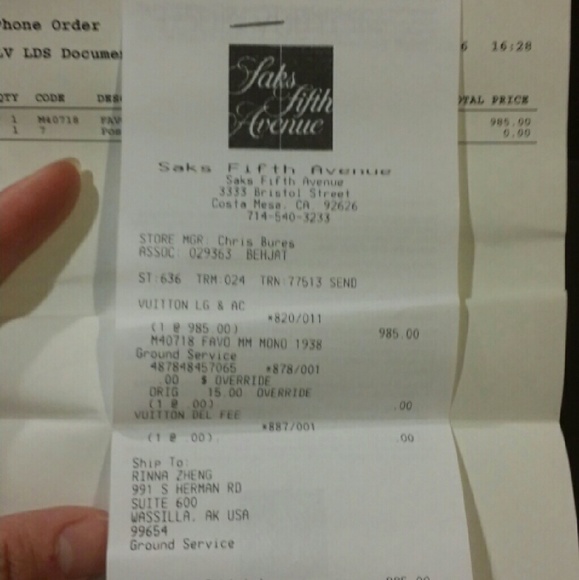 Phone Order
LV LDS Docume
6 16:28
QTY CODE DES
OTAL PRICE
1 M40718 FAV
985.00
1 7 Pos
0.00
Saks
Fifth
Avenue
Saks Fifth Avenue
Saks Fifth Avenue
3333 Bristol Street
Costa Mesa, CA 92626
714-540-3233
STORE MGR: Chris Bures
ASSOC: 029363 BEHJAT
ST:636 TRM:024 TRN:77513 SEND
VUITTON LG & AC
*820/011
(1 @ 985.00) 985.00
M40718 FAVO MM MONO 1938
Ground Service
487848457065 *878/001
.00 $ OVERRIDE
ORIG 15.00 OVERRIDE
(1 @ .00) .00
VUITTON DEL FEE
*887/001
(1 @ .00) .00
Ship To:
RINNA ZHENG
991 S HERMAN RD
SUITE 600
WASSILLA, AK USA
99654
Ground Service